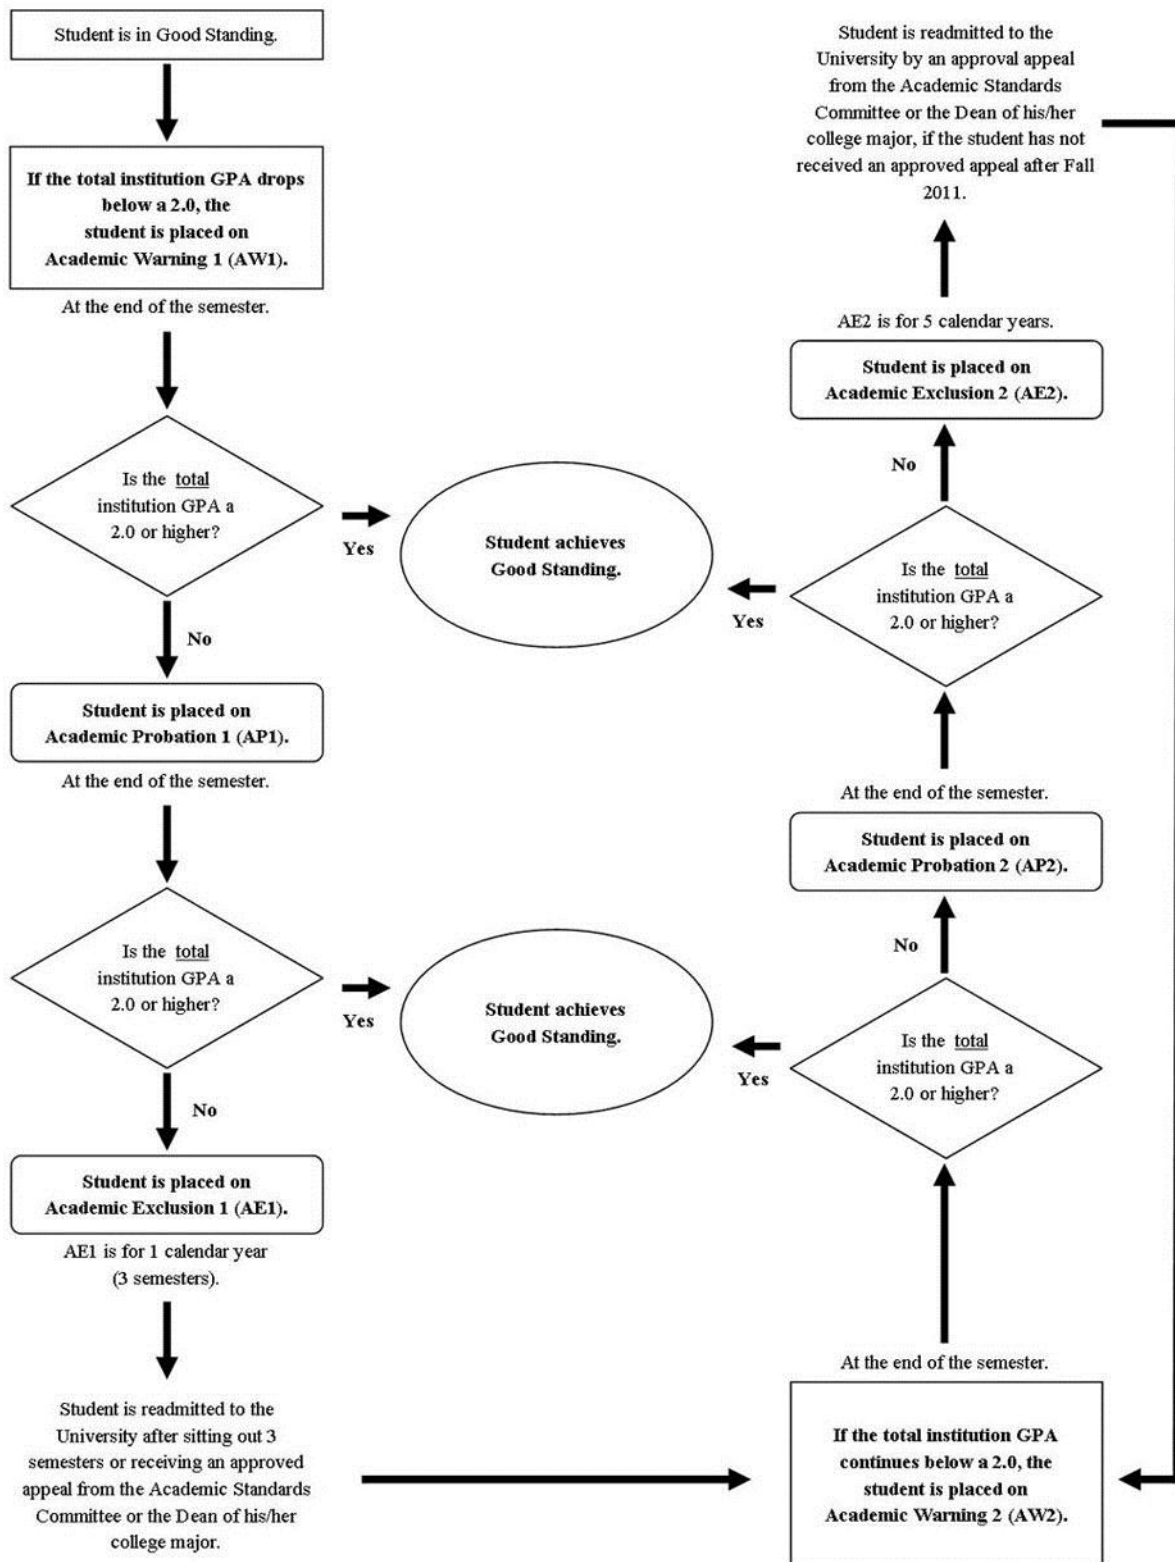 Student is in Good Standing.
If the total institution GPA drops
below a 2.0, the
student is placed on
Academic Warning 1 (AW1).
At the end of the semester.
Is the total
institution GPA a
2.0 or higher?
Yes
No
Student achieves
Good Standing.
Student is placed on
Academic Probation 1 (AP1).
At the end of the semester.
Is the total
institution GPA a
2.0 or higher?
Yes
No
Student achieves
Good Standing.
Student is placed on
Academic Exclusion 1 (AE1).
AE1 is for 1 calendar year
(3 semesters).
Student is readmitted to the
University after sitting out 3
semesters or receiving an approved
appeal from the Academic Standards
Committee or the Dean of his/her
college major.
If the total institution GPA
continues below a 2.0, the
student is placed on
Academic Warning 2 (AW2).
At the end of the semester.
Is the total
institution GPA a
2.0 or higher?
Yes
No
Student is placed on
Academic Probation 2 (AP2).
At the end of the semester.
Is the total
institution GPA a
2.0 or higher?
Yes
No
Student is placed on
Academic Exclusion 2 (AE2).
AE2 is for 5 calendar years.
Student is readmitted to the
University by an approval appeal
from the Academic Standards
Committee or the Dean of his/her
college major, if the student has not
received an approved appeal after Fall
2011.